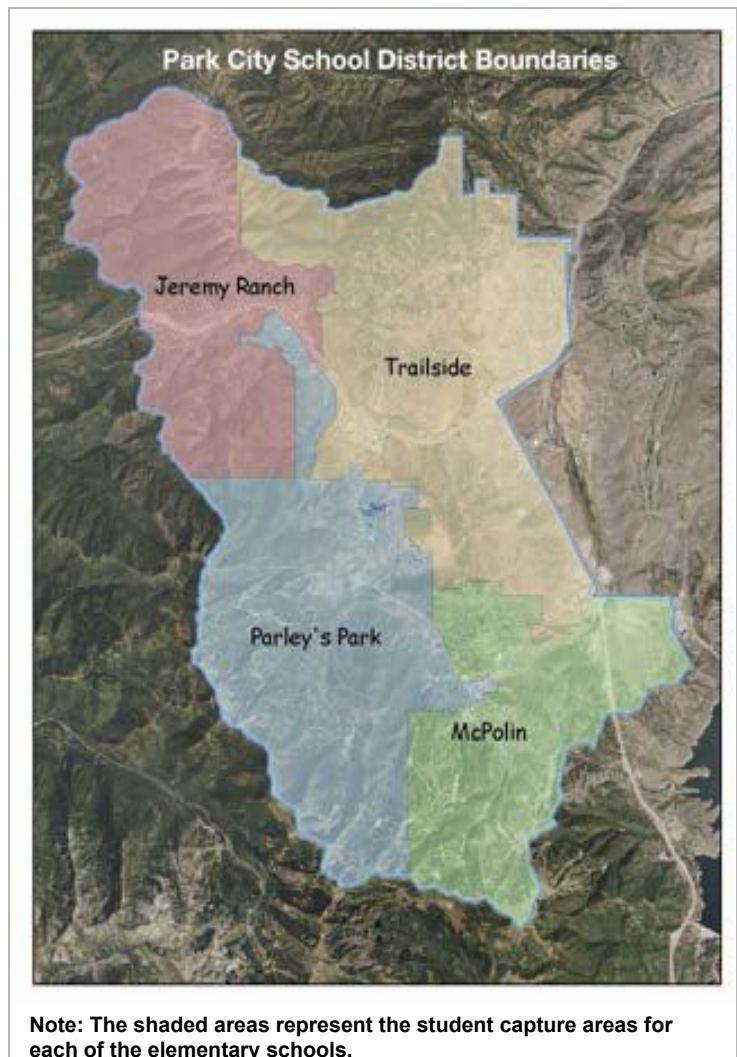 Park City School District Boundaries
Jeremy Ranch
Trailside
Parley's Park
McPolin
Note: The shaded areas represent the student capture areas for
each of the elementary schools.